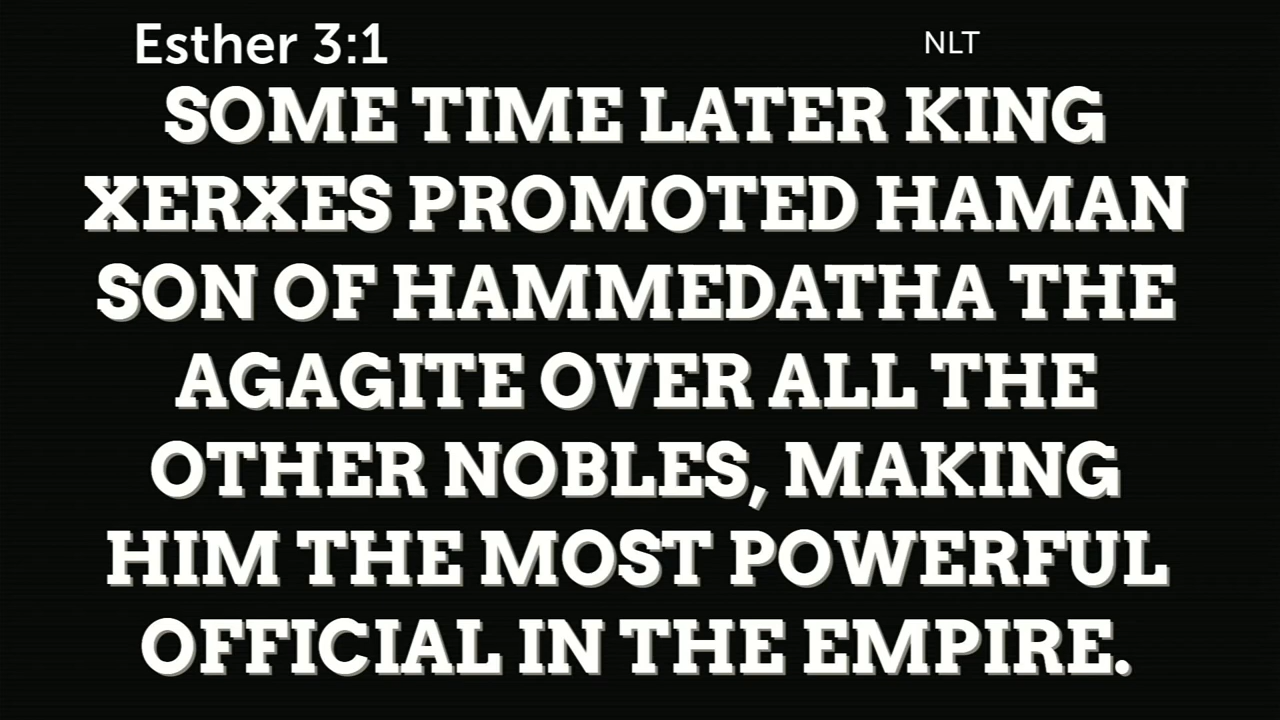 Esther 3:1
NLT
SOME TIME LATER KING
XERXES PROMOTED HAMAN
SON OF HAMMEDATHA THE
AGAGITE OVER ALL THE
OTHER NOBLES, MAKING
HIM THE MOST POWERFUL
OFFICIAL IN THE EMPIRE.